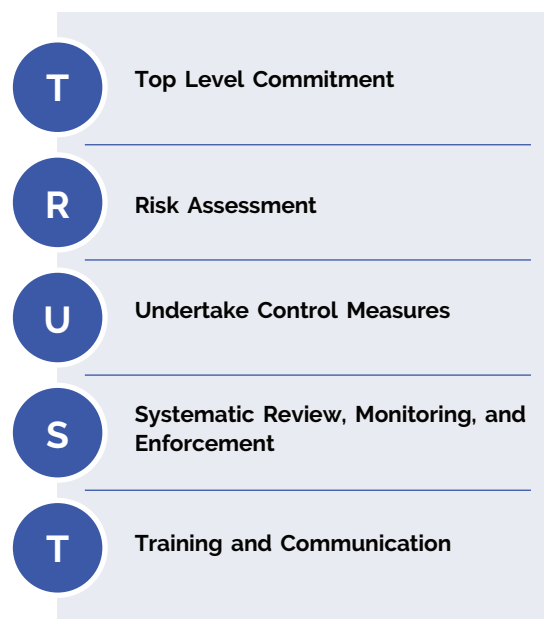 T
Top Level Commitment
R
Risk Assessment
U
Undertake Control Measures
S
Systematic Review, Monitoring, and
Enforcement
T
Training and Communication